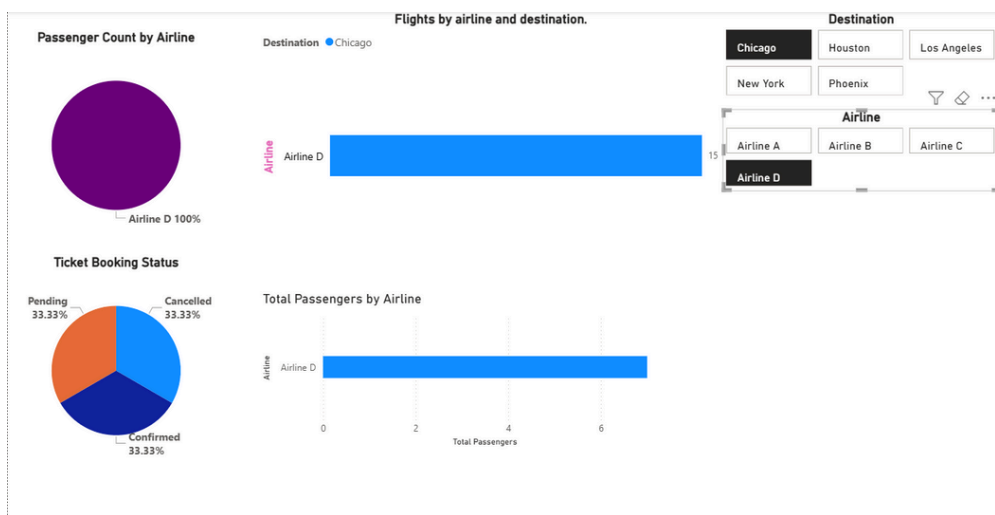 Passenger Count by Airline
Airline D 100%
Flights by airline and destination.
Destination Chicago
Airline
Airline D
15
Destination
Chicago Houston Los Angeles
New York Phoenix
Airline
Airline A Airline B Airline C
Airline D
Ticket Booking Status
Pending
33.33%
Cancelled
33.33%
Confirmed
33.33%
Total Passengers by Airline
Airline
Airline D
0 2 4 6
Total Passengers